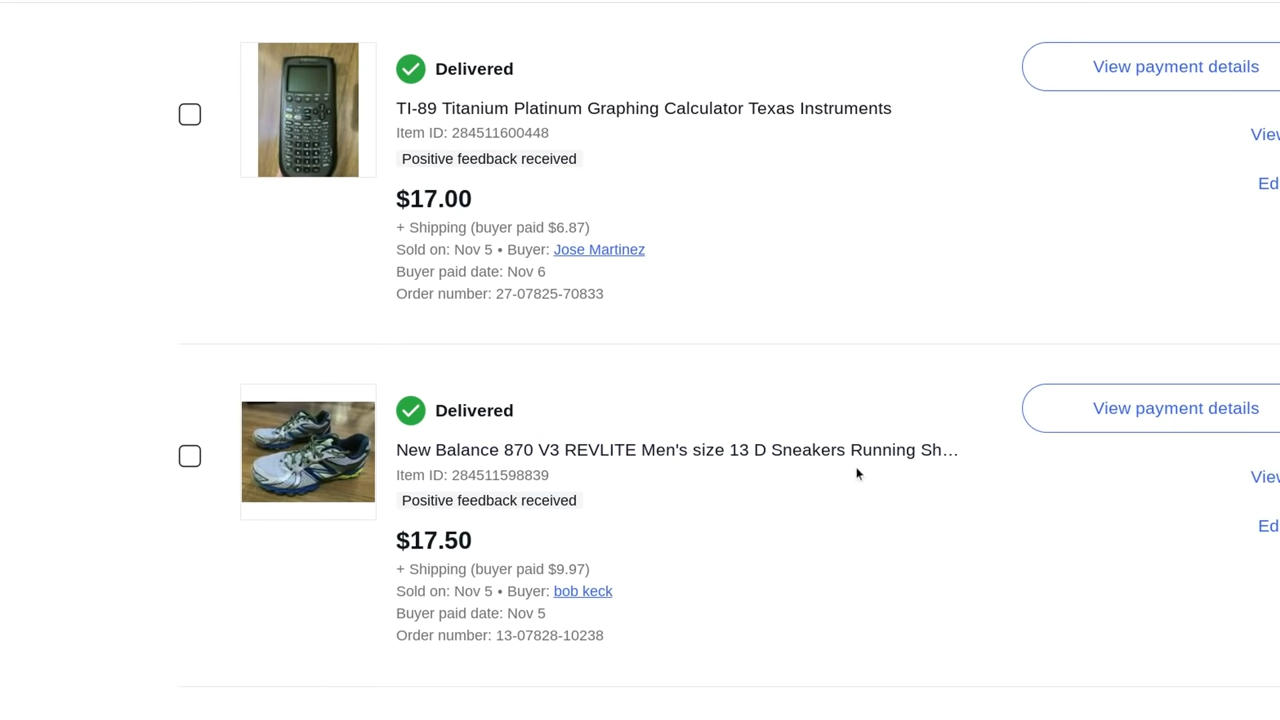 Delivered
View payment details
TI-89 Titanium Platinum Graphing Calculator Texas Instruments
Item ID: 284511600448
Positive feedback received
$17.00
+ Shipping (buyer paid $6.87)
Sold on: Nov 5 • Buyer: Jose Martinez
Buyer paid date: Nov 6
Order number: 27-07825-70833
Delivered
View payment details
New Balance 870 V3 REVLITE Men's size 13 D Sneakers Running Sh…
Item ID: 284511598839
Positive feedback received
$17.50
+ Shipping (buyer paid $9.97)
Sold on: Nov 5 • Buyer: bob keck
Buyer paid date: Nov 5
Order number: 13-07828-10238